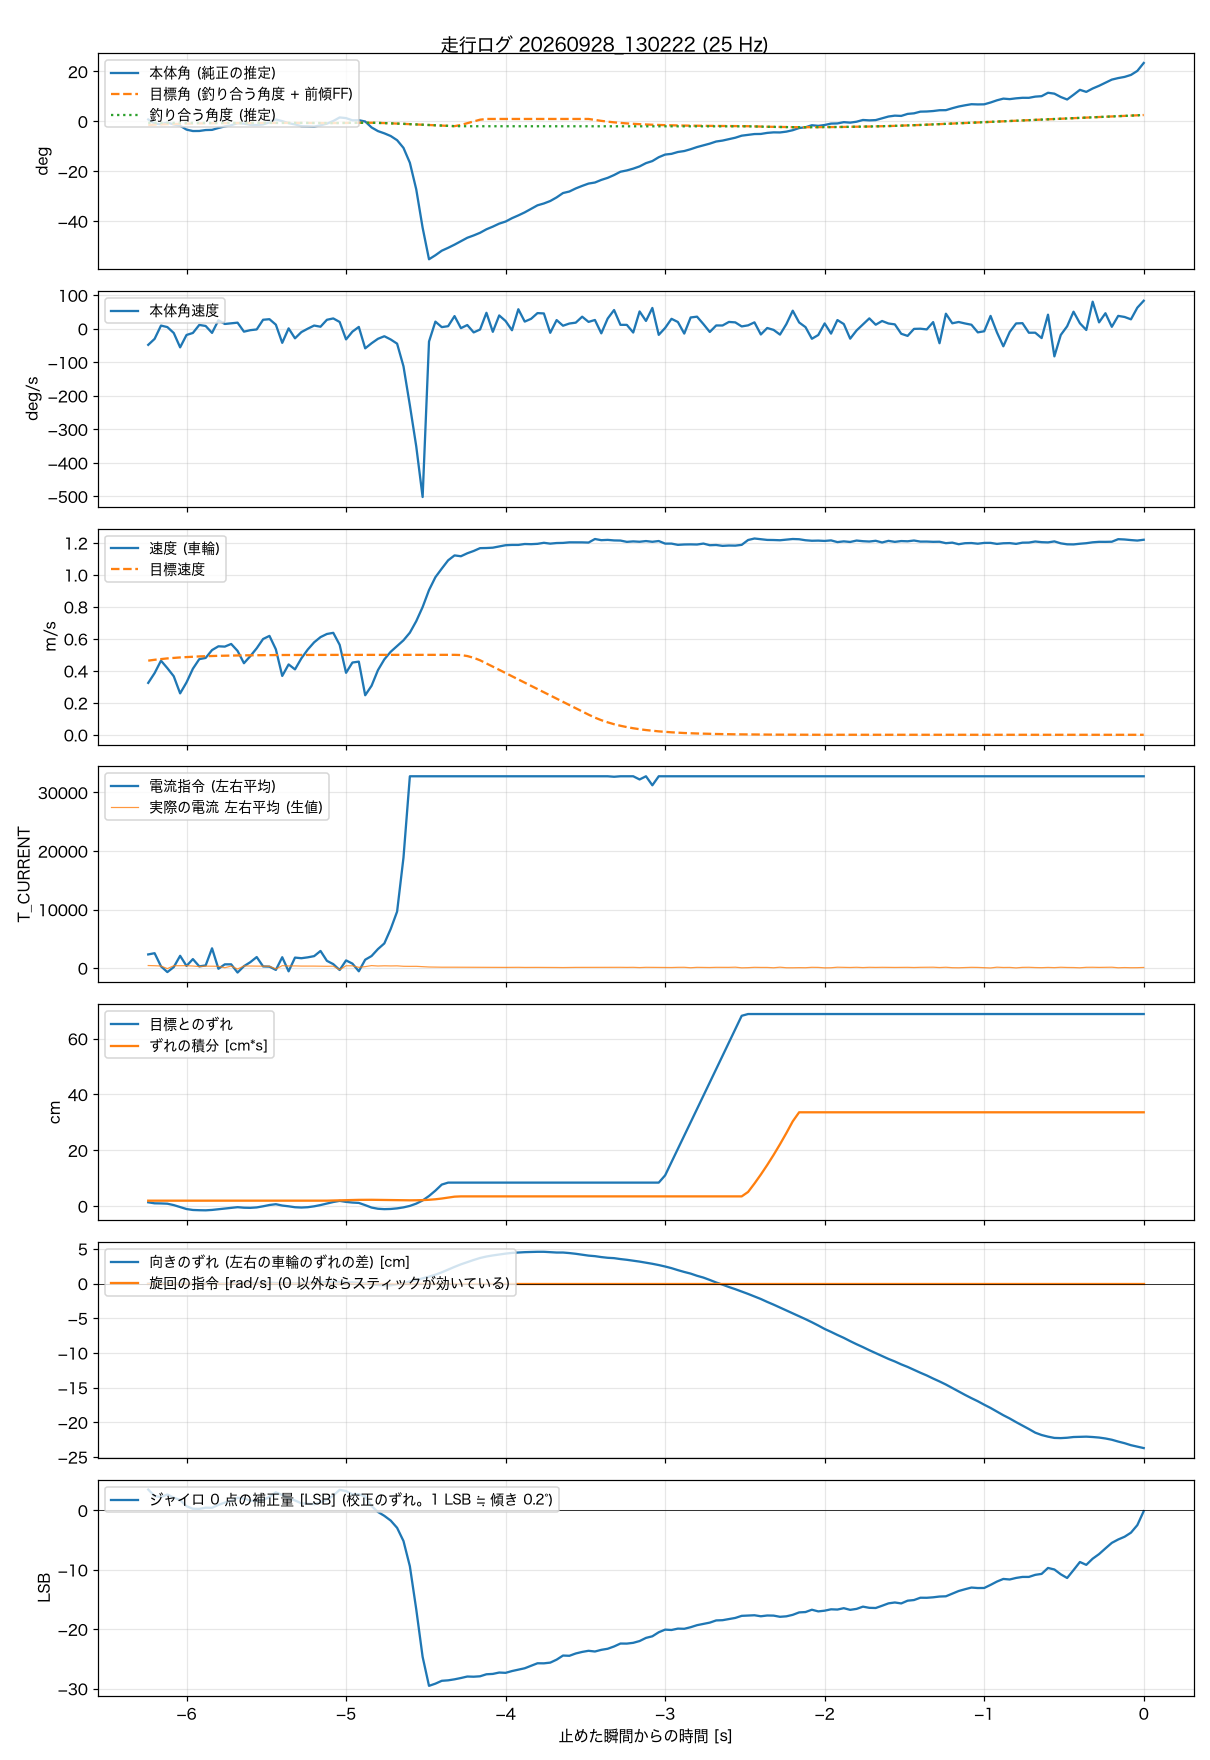 走行ログ 20260928_130222 (25 Hz)
本体角 (純正の推定)
目標角 (釣り合う角度 + 前傾FF)
釣り合う角度 (推定)
deg
20
0
−20
−40
本体角速度
deg/s
100
0
−100
−200
−300
−400
−500
速度 (車輪)
目標速度
m/s
1.2
1.0
0.8
0.6
0.4
0.2
0.0
電流指令 (左右平均)
実際の電流 左右平均 (生値)
T_CURRENT
30000
20000
10000
0
目標とのずれ
ずれの積分 [cm*s]
cm
60
40
20
0
向きのずれ (左右の車輪のずれの差) [cm]
旋回の指令 [rad/s] (0 以外ならスティックが効いている)
5
0
−5
−10
−15
−20
−25
ジャイロ 0 点の補正量 [LSB] (校正のずれ。1 LSB ≒ 傾き 0.2°)
LSB
0
−10
−20
−30
−6 −5 −4 −3 −2 −1 0
止めた瞬間からの時間 [s]